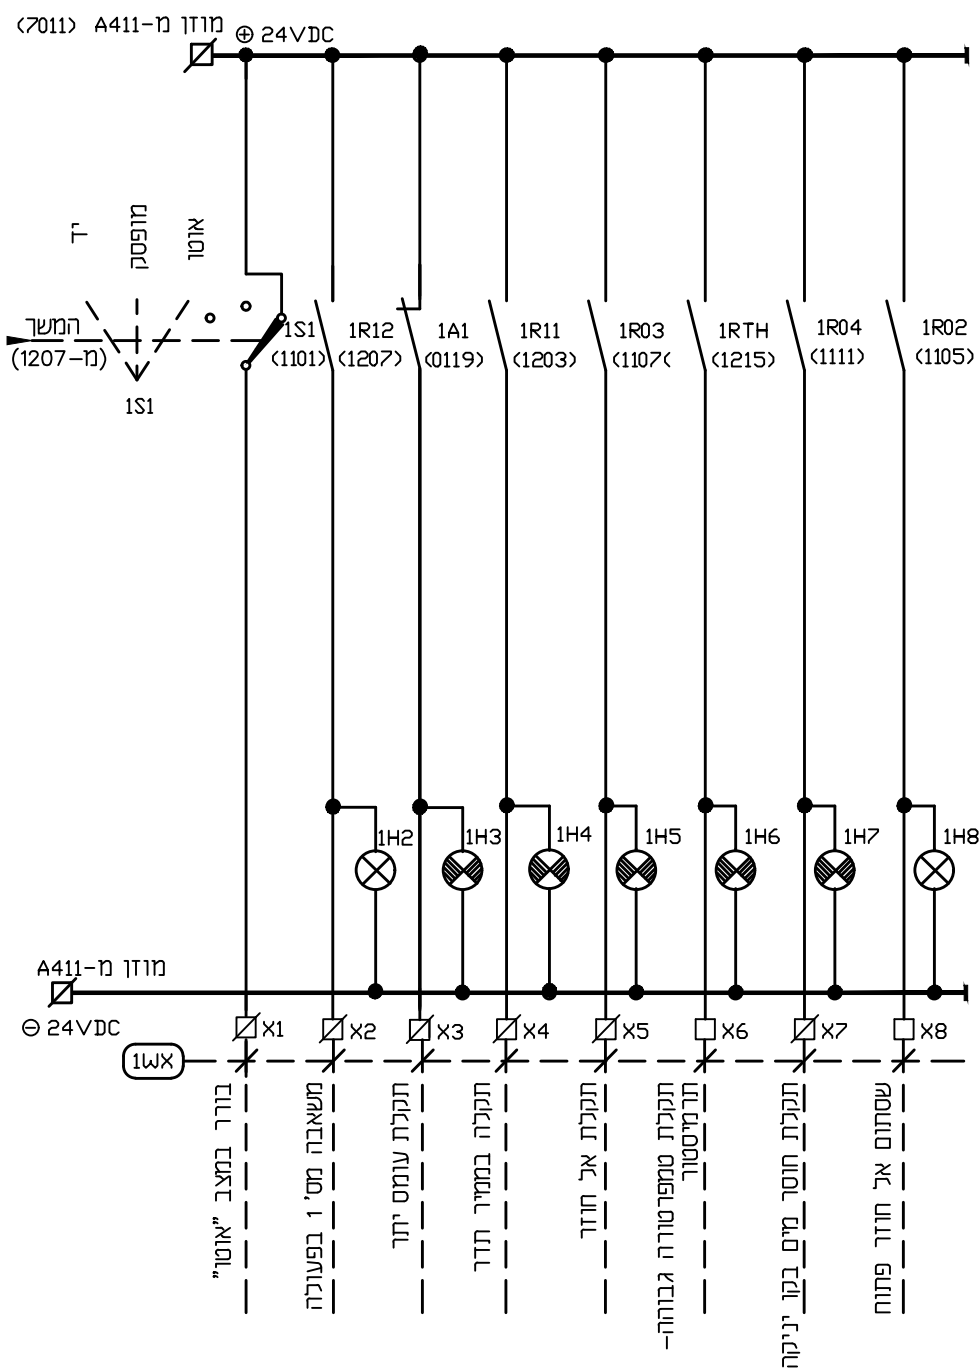 (7011) A411-מוזן מ
⊕ 24VDC
יד
מופסק
אוטו
המשך
(1207-מ)
1S1
1S1
(1101)
1R12
(1207)
1A1
(0119)
1R11
(1203)
1R03
(1107(
1RTH
(1215)
1R04
(1111)
1R02
(1105)
1H2
1H3
1H4
1H5
1H6
1H7
1H8
A411-מוזן מ
⊖ 24VDC
X1
X2
X3
X4
X5
X6
X7
X8
1WX
בורר במצב "אוטו"
משאבה מס' 1 בפעולה
תקלת עומס יתר
תקלה בממיר תדר
תקלת אל חוזר
תקלת טמפרטורה גבוהה-
תרמיסטור
תקלת חוסר מים בקו יניקה
שסתום אל חוזר פתוח